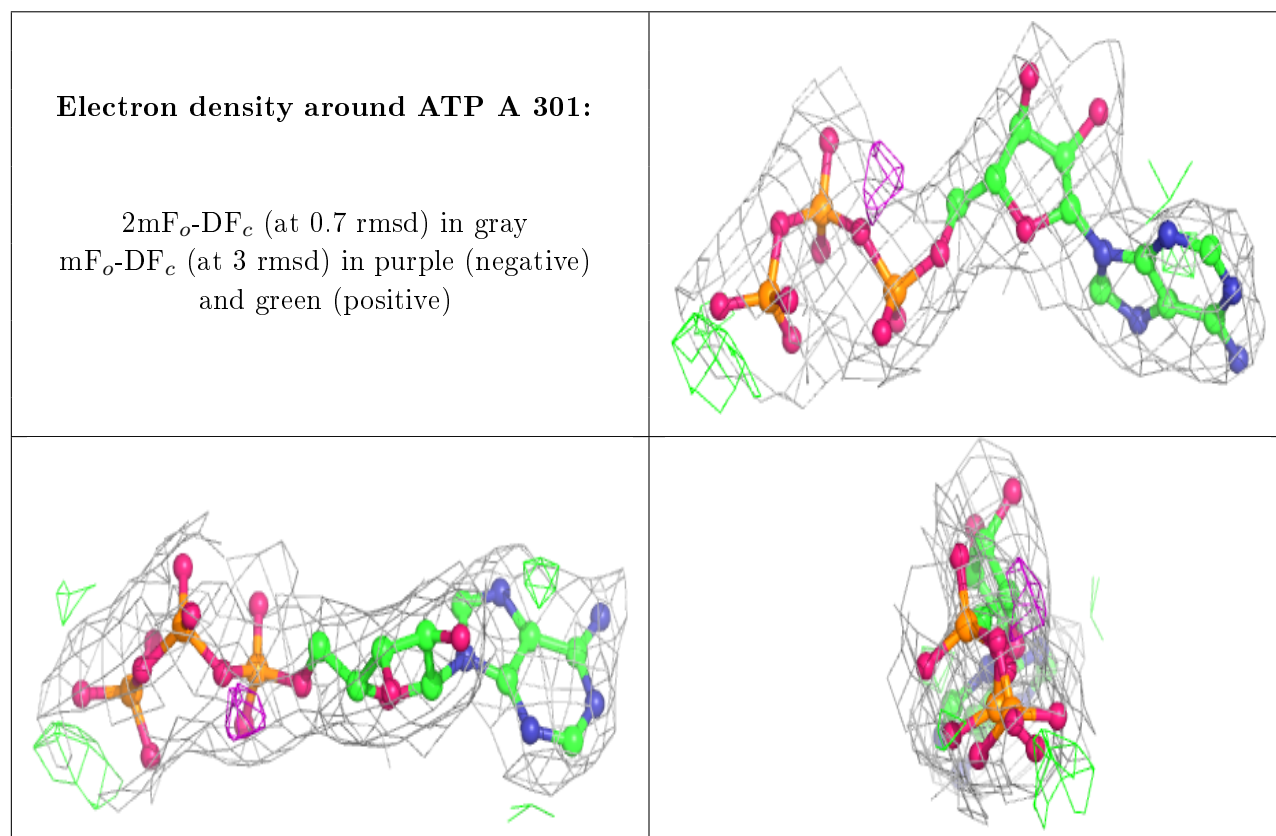 Electron density around ATP A 301:
2mFₒ-DF𝒸 (at 0.7 rmsd) in gray
mFₒ-DF𝒸 (at 3 rmsd) in purple (negative)
and green (positive)